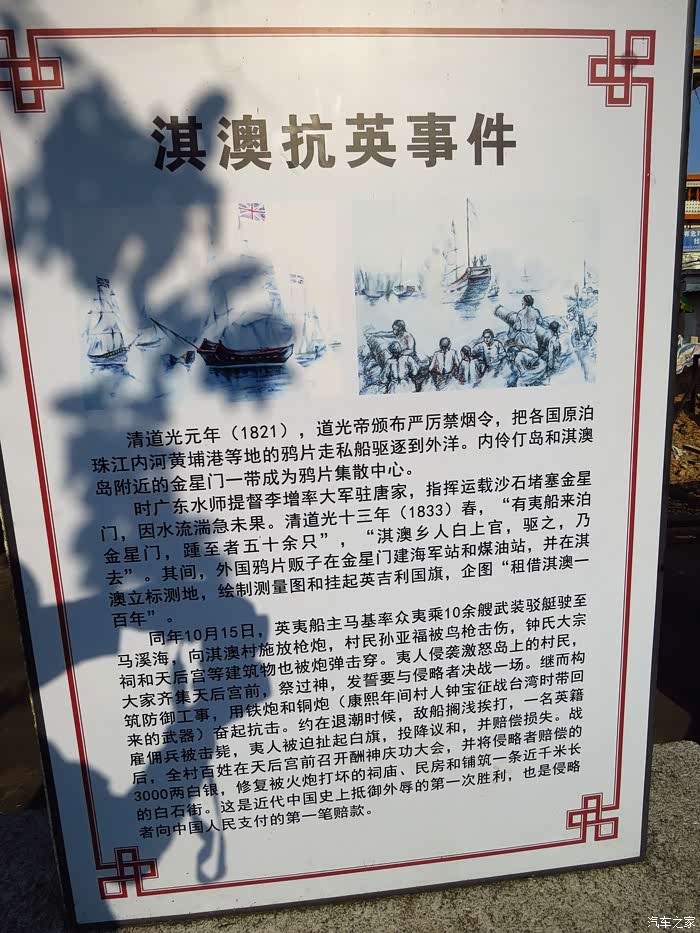 淇澳抗英事件
清道光元年（1821），道光帝颁布严厉禁烟令，把各国原泊
珠江内河黄埔港等地的鸦片走私船驱逐到外洋。内伶仃岛和淇澳
岛附近的金星门一带成为鸦片集散中心。
时广东水师提督李增率大军驻唐家，指挥运载沙石堵塞金星
门，因水流湍急未果。清道光十三年（1833）春，“有夷船来泊
金星门，踵至者五十余只”，“淇澳乡人白上官，驱之，乃
去”。其间，外国鸦片贩子在金星门建海军站和煤油站，并在淇
澳立标测地，绘制测量图和挂起英吉利国旗，企图“租借淇澳一
百年”。
同年10月15日，英夷船主马基率众夷乘10余艘武装驳艇驶至
马溪海，向淇澳村施放枪炮，村民孙亚福被鸟枪击伤，钟氏大宗
祠和天后宫等建筑物也被炮弹击穿。夷人侵袭激怒岛上的村民，
大家齐集天后宫前，祭过神，发誓要与侵略者决战一场。继而构
筑防御工事，用铁炮和铜炮（康熙年间村人钟宝征战台湾时带回
来的武器）奋起抗击。约在退潮时候，敌船搁浅挨打，一名英籍
雇佣兵被击毙，夷人被迫扯起白旗，投降议和，并赔偿损失。战
后，全村百姓在天后宫前召开酬神庆功大会，并将侵略者赔偿的
3000两白银，修复被火炮打坏的祠庙、民房和铺筑一条近千米长
的白石街。这是近代中国史上抵御外辱的第一次胜利，也是侵略
者向中国人民支付的第一笔赔款。
汽车之家